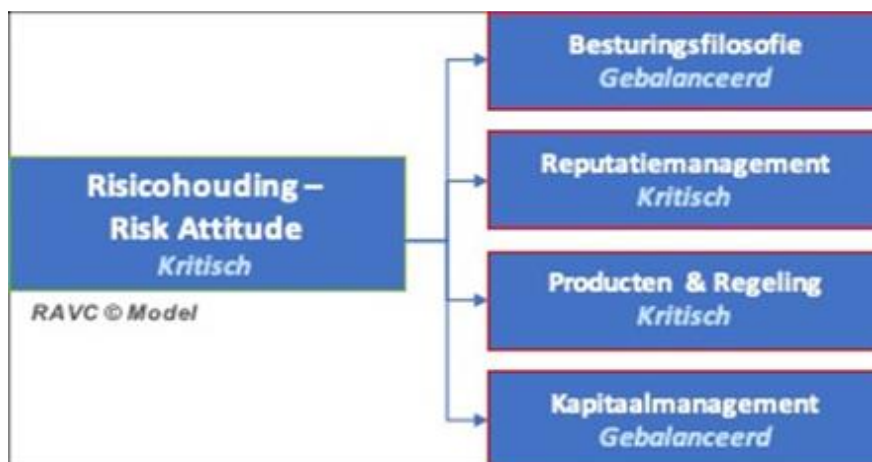 Risicohouding –
Risk Attitude
Kritisch
RAVC © Model
Besturingsfilosofie
Gebalanceerd
Reputatiemanagement
Kritisch
Producten & Regeling
Kritisch
Kapitaalmanagement
Gebalanceerd